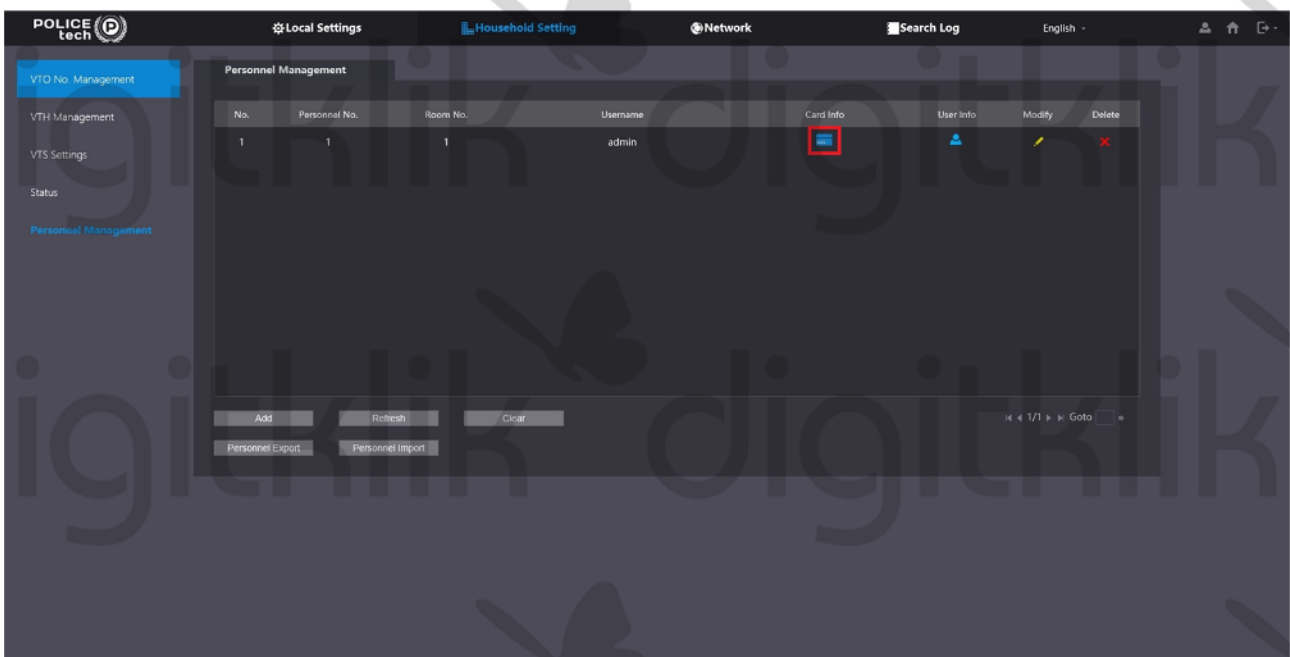 POLICE tech P Local Settings Household Setting Network Search Log English
VTO No. Management
VTH Management
VTS Settings
Status
Personnel Management
Personnel Management
No. Personnel No. Room No. Username Card Info User Info Modify Delete
1 1 1 admin
Add Refresh Clear 1/1 Goto
Personnel Export Personnel Import
digitklik digitklik
digitklik digitklik